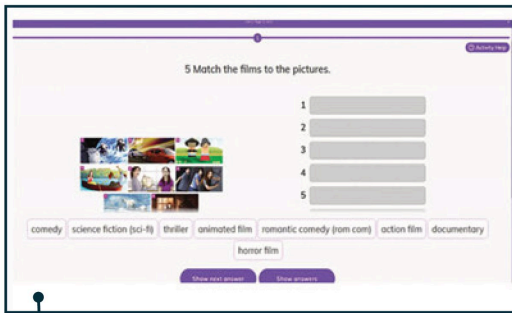 Activity Help
5 Match the films to the pictures.
1
2
3
4
5
comedy science fiction (sci-fi) thriller animated film romantic comedy (rom com) action film documentary
horror film
Show next answer Show answers